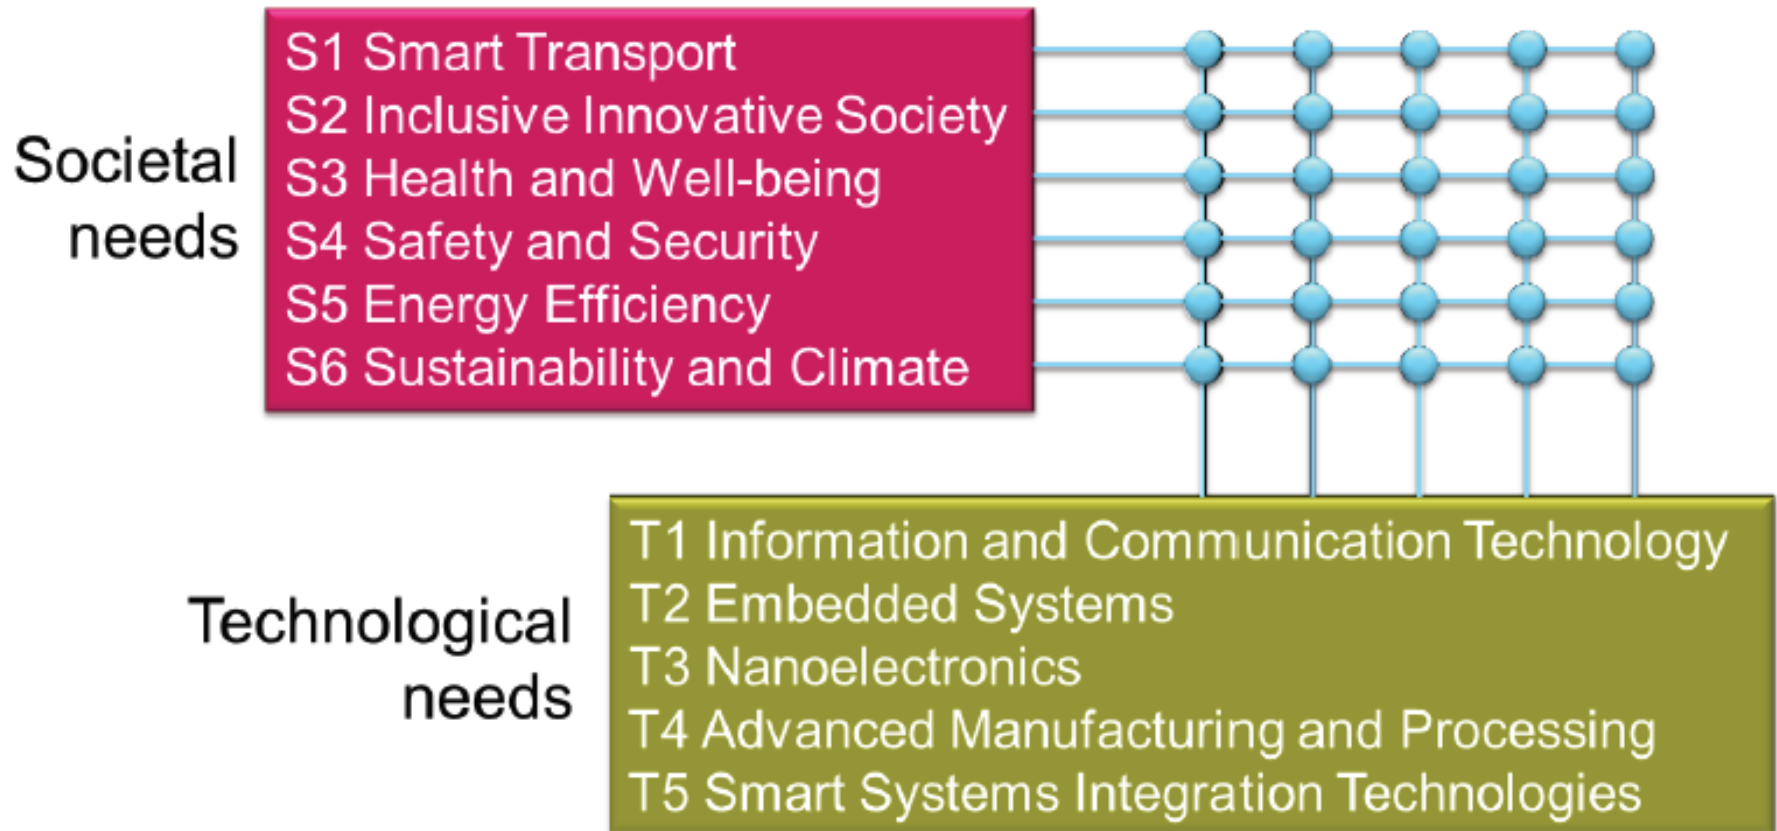 Societal
needs
S1 Smart Transport
S2 Inclusive Innovative Society
S3 Health and Well-being
S4 Safety and Security
S5 Energy Efficiency
S6 Sustainability and Climate
Technological
needs
T1 Information and Communication Technology
T2 Embedded Systems
T3 Nanoelectronics
T4 Advanced Manufacturing and Processing
T5 Smart Systems Integration Technologies